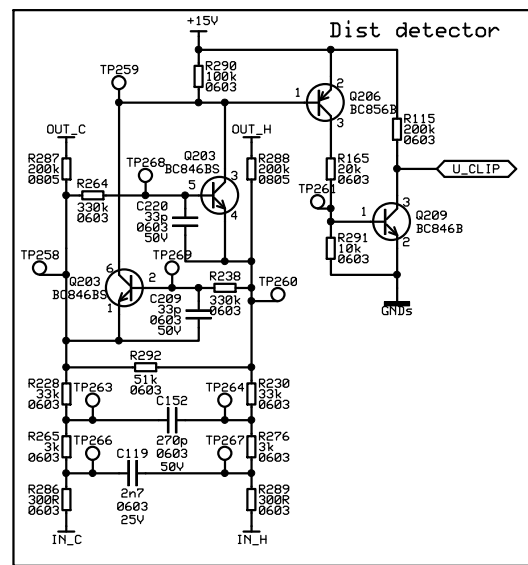 Dist detector
+15V
TP259
R290
100k
0603
1
2
3
Q206
BC856B
R115
200k
0603
OUT_C
OUT_H
R287
200k
0805
TP268
Q203
BC846BS
5
3
4
R288
200k
0805
R264
330k
0603
R165
20k
0603
U_CLIP
TP261
C220
33p
0603
50V
1
3
2
Q209
BC846B
R291
10k
0603
TP258
TP269
TP260
Q203
BC846BS
6
2
1
R238
330k
0603
C209
33p
0603
50V
GNDs
R292
51k
0603
R228
33k
0603
TP263
TP264
R230
33k
0603
C152
270p
0603
50V
R265
3k
0603
TP266
TP267
R276
3k
0603
C119
2n7
0603
25V
R286
300R
0603
R289
300R
0603
IN_C
IN_H